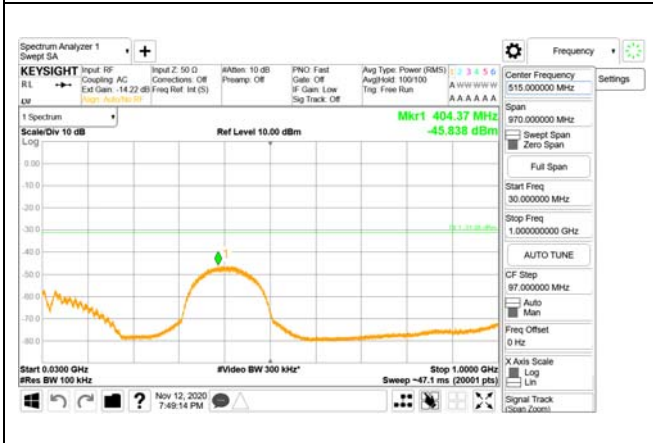 Spectrum Analyzer 1
Swept SA
+
Frequency
KEYSIGHT
Input: RF
Input Z: 50 Ω
#Atten: 10 dB
PNO: Fast
Avg Type: Power (RMS)
1 2 3 4 5 6
RL
Coupling: AC
Corrections: Off
Preamp: Off
Gate: Off
Avg|Hold: 100/100
A W W W W W
Ext Gain: -14.22 dB
Freq Ref: Int (S)
IF Gain: Low
Trig: Free Run
Align: Auto/No RF
Sig Track: Off
A A A A A A
Center Frequency
515.000000 MHz
Settings
Span
970.000000 MHz
Swept Span
Zero Span
Full Span
Start Freq
30.000000 MHz
Stop Freq
1.000000000 GHz
AUTO TUNE
CF Step
97.000000 MHz
Auto
Man
Freq Offset
0 Hz
X Axis Scale
Log
Lin
Signal Track
(Span Zoom)
1 Spectrum
Mkr1 404.37 MHz
Scale/Div 10 dB
Ref Level 10.00 dBm
-45.838 dBm
Log
0.00
-10.0
-20.0
-30.0
-40.0
1
-50.0
-60.0
-70.0
-80.0
Start 0.0300 GHz
#Video BW 300 kHz*
Stop 1.0000 GHz
#Res BW 100 kHz
Sweep ~47.1 ms (20001 pts)
?
Nov 12, 2020
7:49:14 PM